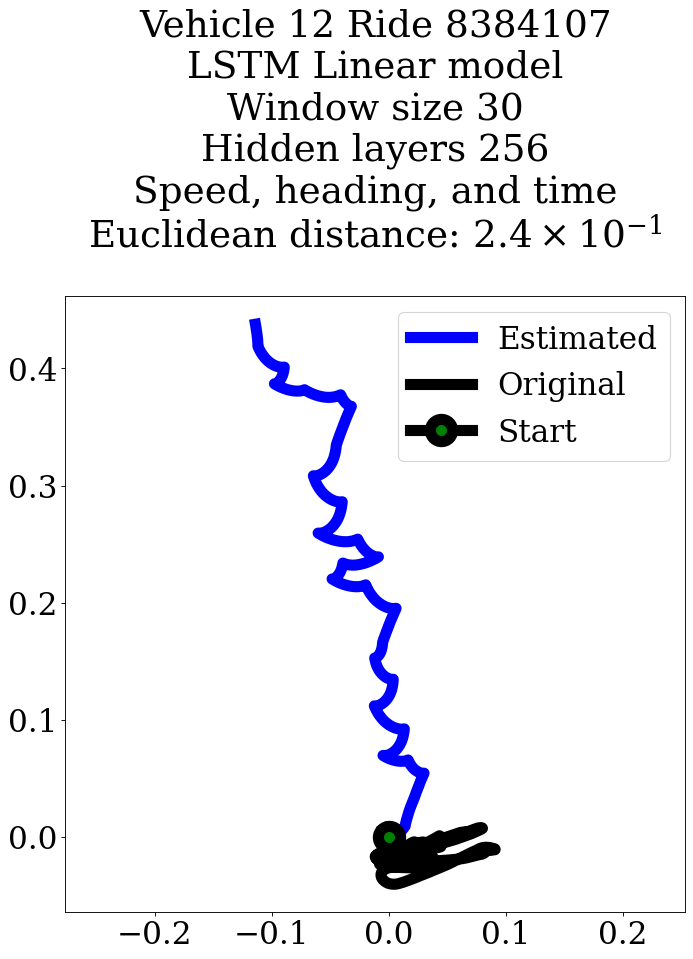 Vehicle 12 Ride 8384107
LSTM Linear model
Window size 30
Hidden layers 256
Speed, heading, and time
Euclidean distance: 2.4 × 10⁻¹
Estimated
Original
Start
0.4
0.3
0.2
0.1
0.0
−0.2 −0.1 0.0 0.1 0.2